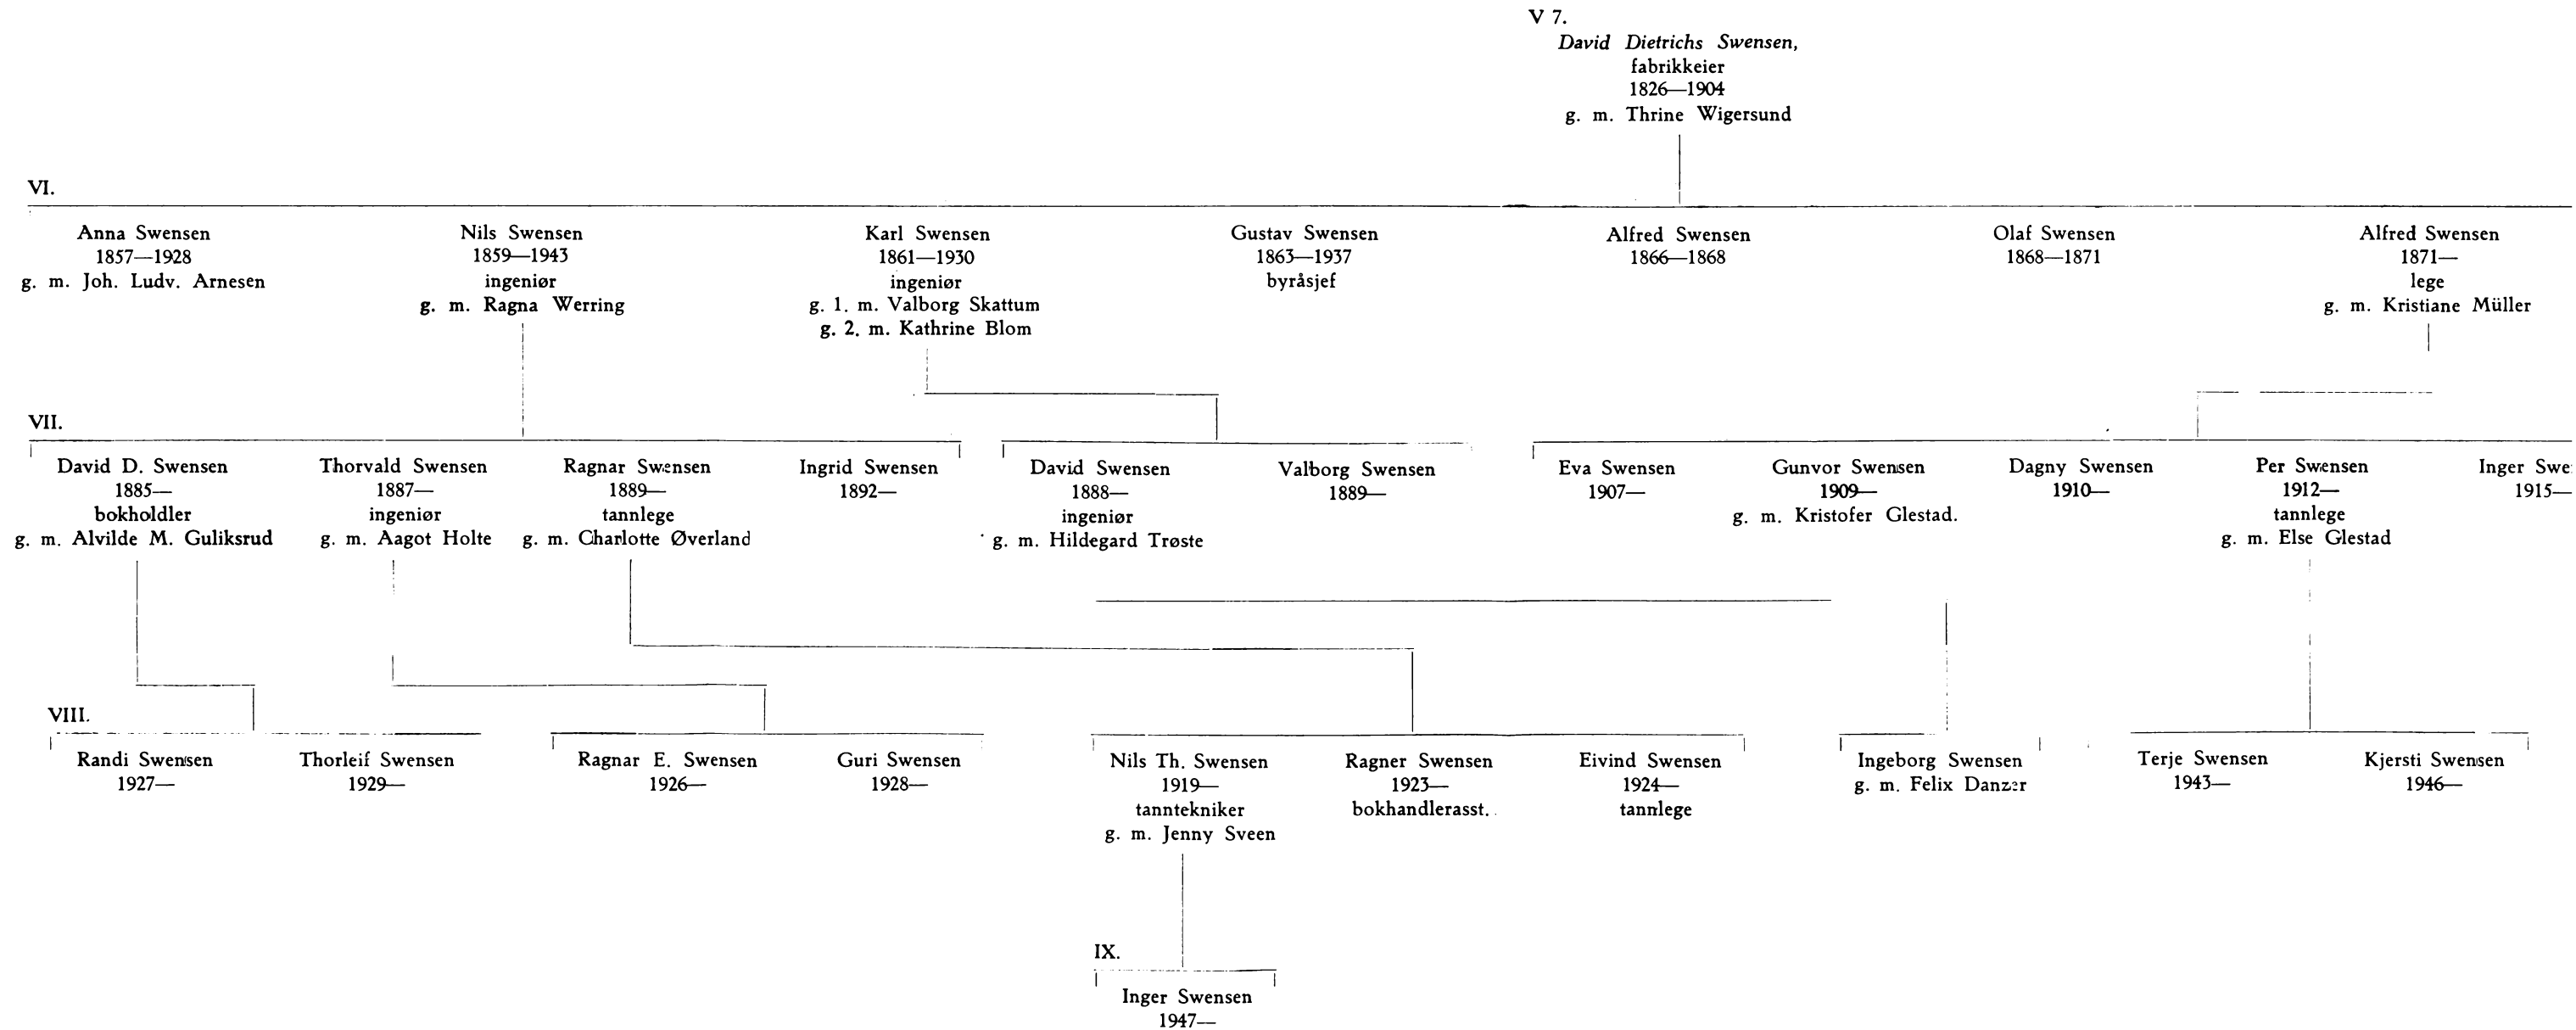 V 7.
David Dietrichs Swensen,
fabrikkeier
1826—1904
g. m. Thrine Wigersund
VI.
Anna Swensen
1857—1928
g. m. Joh. Ludv. Arnesen
Nils Swensen
1859—1943
ingeniør
g. m. Ragna Werring
Karl Swensen
1861—1930
ingeniør
g. 1. m. Valborg Skattum
g. 2. m. Kathrine Blom
Gustav Swensen
1863—1937
byråsjef
Alfred Swensen
1866—1868
Olaf Swensen
1868—1871
Alfred Swensen
1871—
lege
g. m. Kristiane Müller
VII.
David D. Swensen
1885—
bokholdler
g. m. Alvilde M. Guliksrud
Thorvald Swensen
1887—
ingeniør
g. m. Aagot Holte
Ragnar Swensen
1889—
tannlege
g. m. Charlotte Øverland
Ingrid Swensen
1892—
David Swensen
1888—
ingeniør
g. m. Hildegard Trøste
Valborg Swensen
1889—
Eva Swensen
1907—
Gunvor Swensen
1909—
g. m. Kristofer Glestad.
Dagny Swensen
1910—
Per Swensen
1912—
tannlege
g. m. Else Glestad
Inger Swe
1915—
VIII.
Randi Swensen
1927—
Thorleif Swensen
1929—
Ragnar E. Swensen
1926—
Guri Swensen
1928—
Nils Th. Swensen
1919—
tanntekniker
g. m. Jenny Sveen
Ragner Swensen
1923—
bokhandlerasst.
Eivind Swensen
1924—
tannlege
Ingeborg Swensen
g. m. Felix Danzer
Terje Swensen
1943—
Kjersti Swensen
1946—
IX.
Inger Swensen
1947—